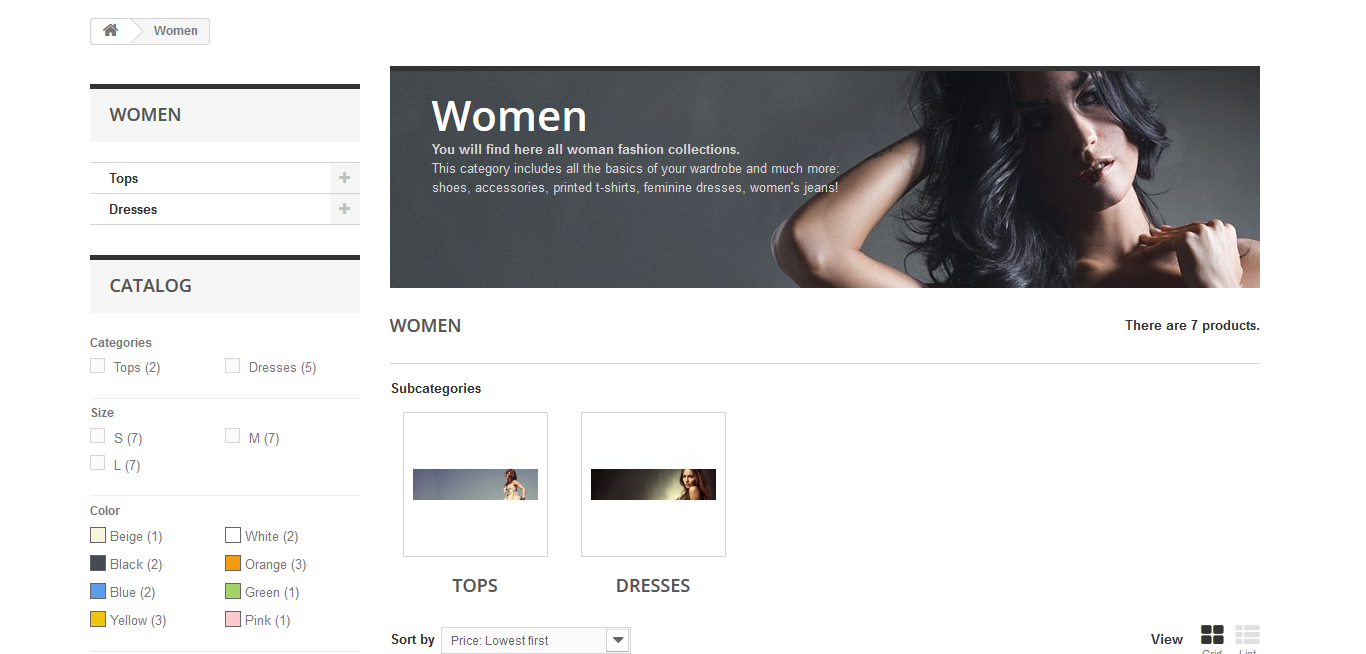 Women
WOMEN
Tops
Dresses
CATALOG
Categories
Tops (2)
Dresses (5)
Size
S (7)
M (7)
L (7)
Color
Beige (1)
White (2)
Black (2)
Orange (3)
Blue (2)
Green (1)
Yellow (3)
Pink (1)
Women
You will find here all woman fashion collections.
This category includes all the basics of your wardrobe and much more:
shoes, accessories, printed t-shirts, feminine dresses, women's jeans!
WOMEN
There are 7 products.
Subcategories
TOPS
DRESSES
Sort by
Price: Lowest first
View
Grid
List